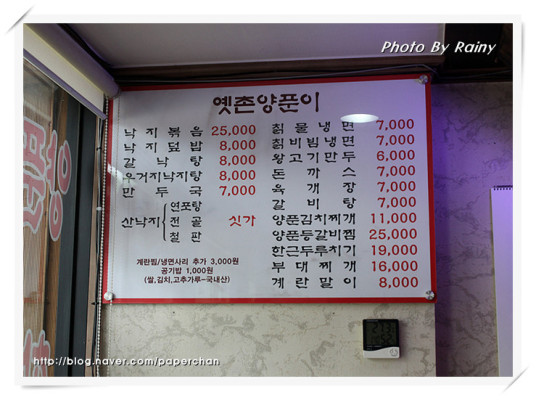 Photo By Rainy
옛촌양푼이
낙지볶음 25,000
낙지덮밥 8,000
갈낙탕 8,000
우거지낙지탕 8,000
만두국 7,000
산낙지 연포탕 전골 철판 싯가
계란찜/냉면사리 추가 3,000원
공기밥 1,000원
(쌀,김치,고추가루-국내산)
칡물냉면 7,000
칡비빔냉면 7,000
왕고기만두 6,000
돈까스 7,000
육개장 7,000
갈비탕 7,000
양푼김치찌개 11,000
양푼등갈비찜 25,000
한근두루치기 19,000
부대찌개 16,000
계란말이 8,000
http://blog.naver.com/paperchan